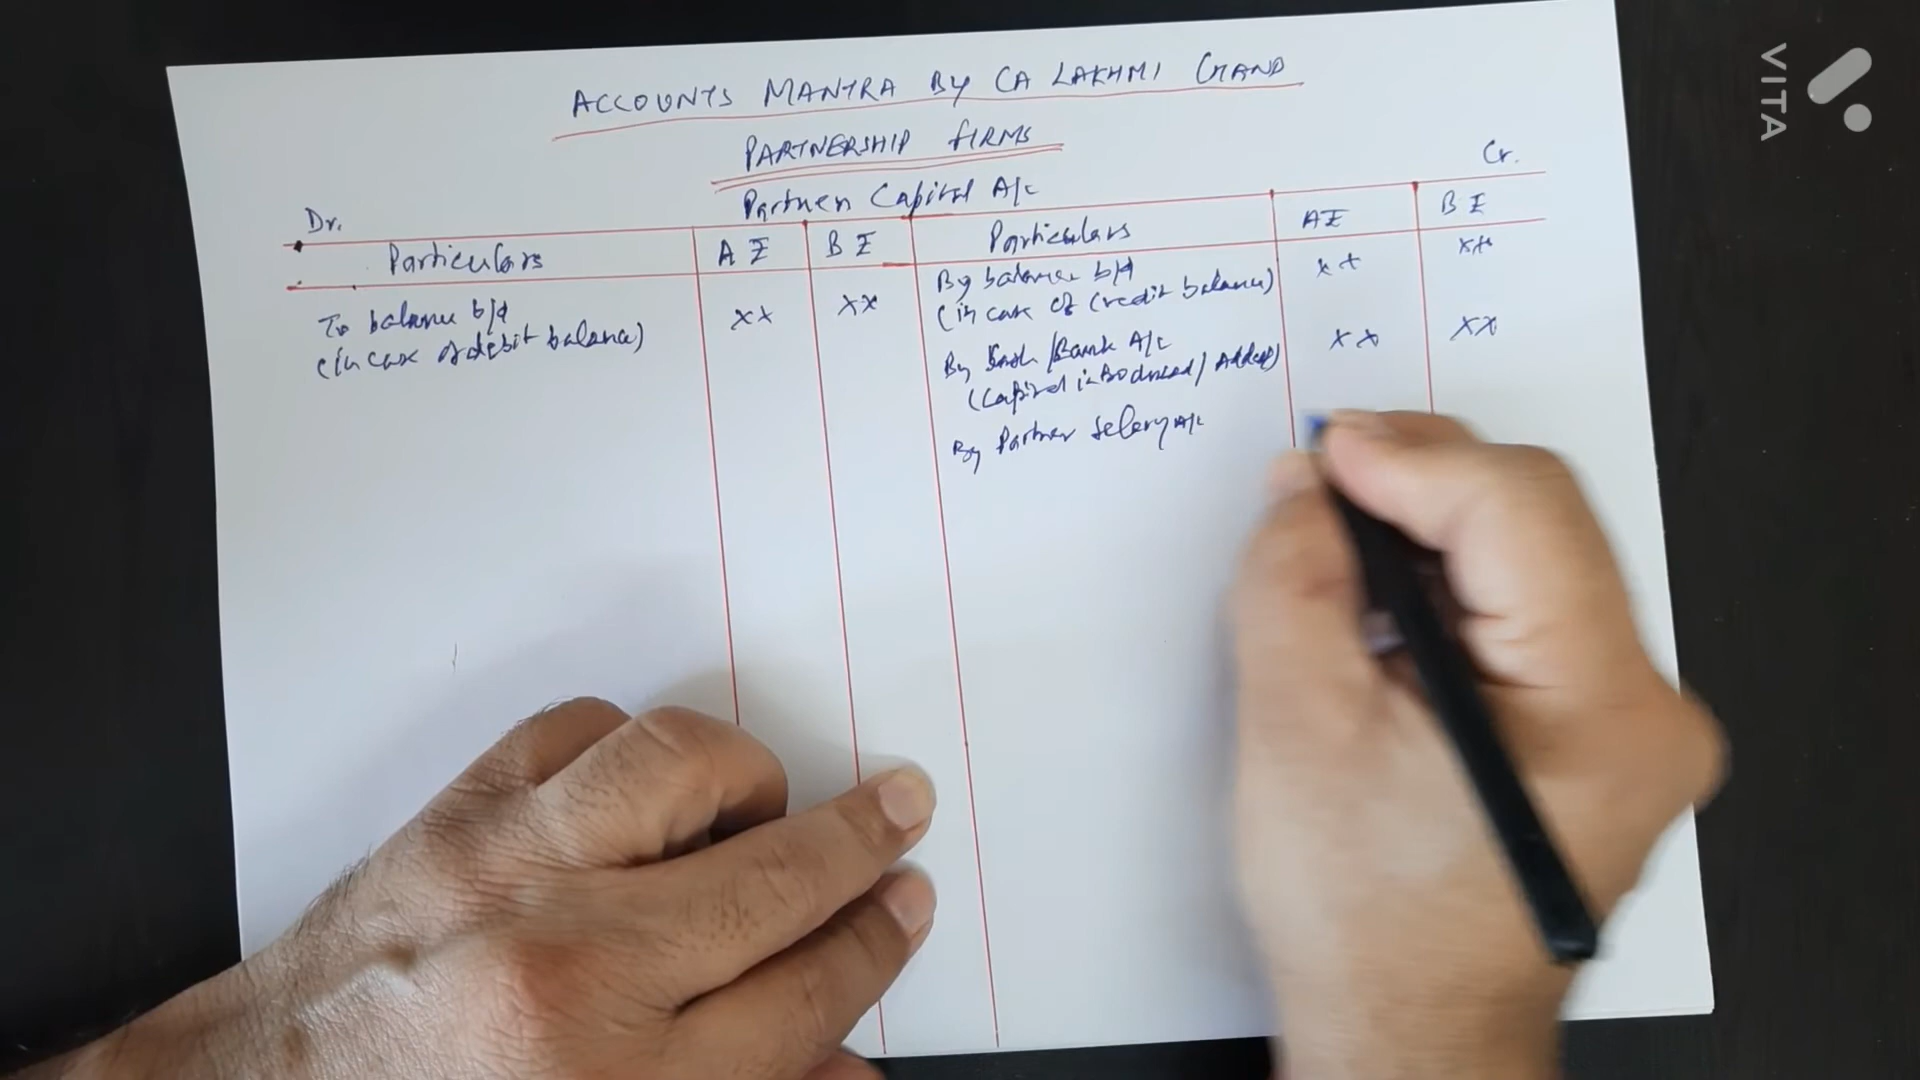 ACCOUNTS MANTRA BY CA LAKHMI CHAND
PARTNERSHIP FIRMS
Partner Capital A/c
Dr.
Cr.
Particulars A ₹ B ₹ Particulars A ₹ B ₹
To balance b/d xx xx
(in case of debit balance)
By balance b/d xx xx
(in case of credit balance)
By Cash/Bank A/c xx xx
(Capital introduced/Added)
By Partner Salary A/c
VITA